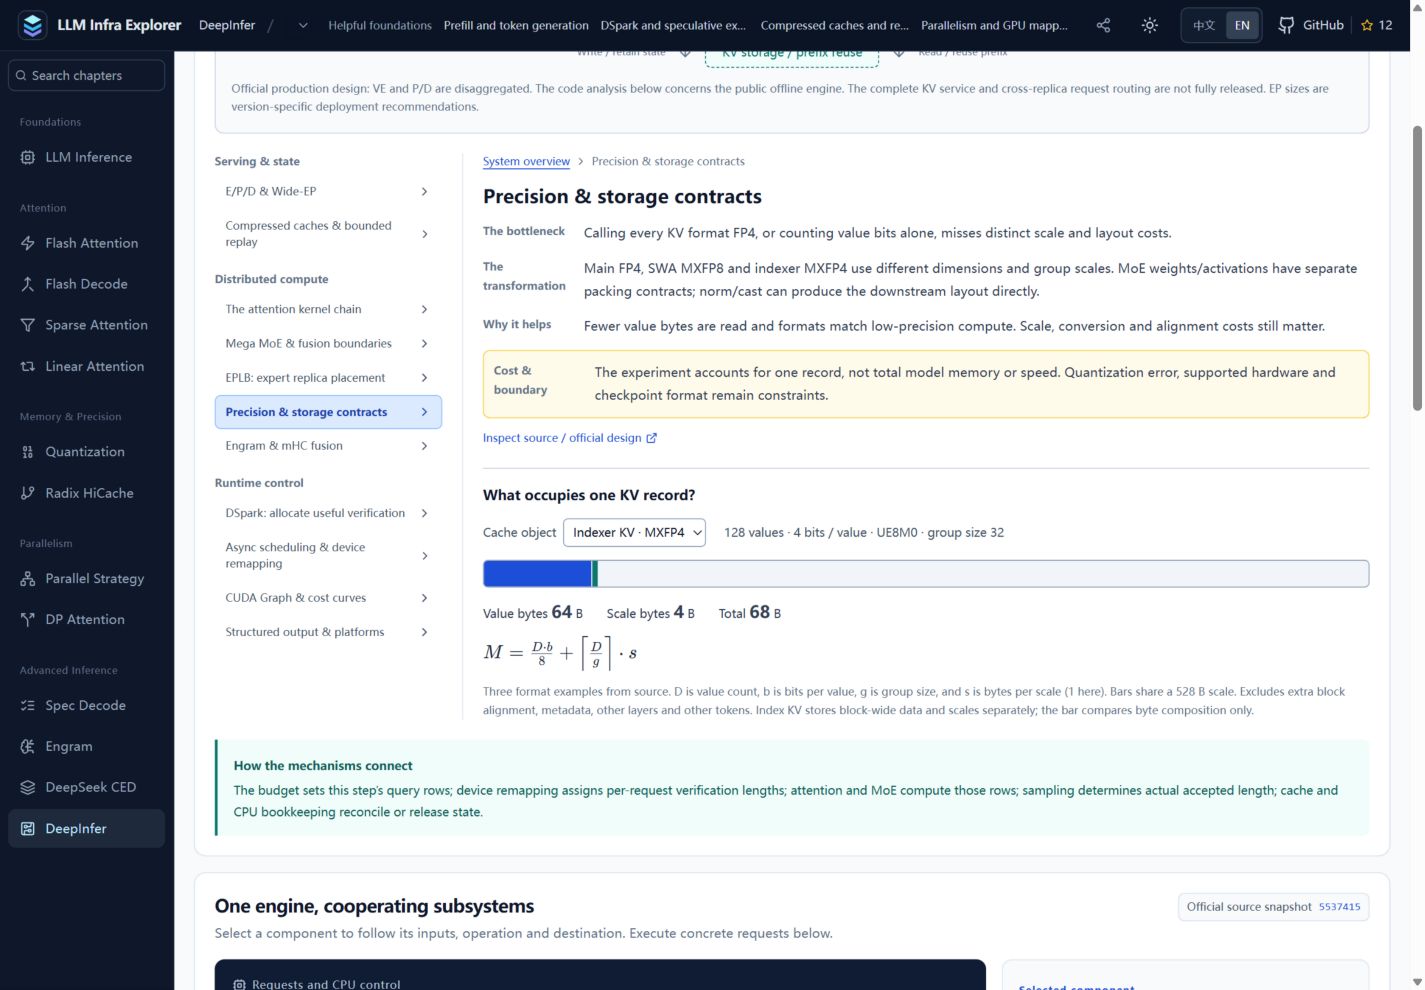 LLM Infra Explorer
DeepInfer /
Helpful foundations
Prefill and token generation
DSpark and speculative ex...
Compressed caches and re...
Parallelism and GPU mapp...
中文
EN
GitHub
12
Search chapters
Foundations
LLM Inference
Attention
Flash Attention
Flash Decode
Sparse Attention
Linear Attention
Memory & Precision
Quantization
Radix HiCache
Parallelism
Parallel Strategy
DP Attention
Advanced Inference
Spec Decode
Engram
DeepSeek CED
DeepInfer
Write / retain state
KV storage / prefix reuse
Read / reuse prefix
Official production design: VE and P/D are disaggregated. The code analysis below concerns the public offline engine. The complete KV service and cross-replica request routing are not fully released. EP sizes are
version-specific deployment recommendations.
Serving & state
E/P/D & Wide-EP
Compressed caches & bounded
replay
Distributed compute
The attention kernel chain
Mega MoE & fusion boundaries
EPLB: expert replica placement
Precision & storage contracts
Engram & mHC fusion
Runtime control
DSpark: allocate useful verification
Async scheduling & device
remapping
CUDA Graph & cost curves
Structured output & platforms
System overview > Precision & storage contracts
Precision & storage contracts
The bottleneck
Calling every KV format FP4, or counting value bits alone, misses distinct scale and layout costs.
The
transformation
Main FP4, SWA MXFP8 and indexer MXFP4 use different dimensions and group scales. MoE weights/activations have separate
packing contracts; norm/cast can produce the downstream layout directly.
Why it helps
Fewer value bytes are read and formats match low-precision compute. Scale, conversion and alignment costs still matter.
Cost &
boundary
The experiment accounts for one record, not total model memory or speed. Quantization error, supported hardware and
checkpoint format remain constraints.
Inspect source / official design
What occupies one KV record?
Cache object
Indexer KV · MXFP4
128 values · 4 bits / value · UE8M0 · group size 32
Value bytes 64 B
Scale bytes 4 B
Total 68 B
M = D·b/8 + ⌈D/g⌉ · s
Three format examples from source. D is value count, b is bits per value, g is group size, and s is bytes per scale (1 here). Bars share a 528 B scale. Excludes extra block
alignment, metadata, other layers and other tokens. Index KV stores block-wide data and scales separately; the bar compares byte composition only.
How the mechanisms connect
The budget sets this step's query rows; device remapping assigns per-request verification lengths; attention and MoE compute those rows; sampling determines actual accepted length; cache and
CPU bookkeeping reconcile or release state.
One engine, cooperating subsystems
Official source snapshot 5537415
Select a component to follow its inputs, operation and destination. Execute concrete requests below.
Requests and CPU control
Selected component